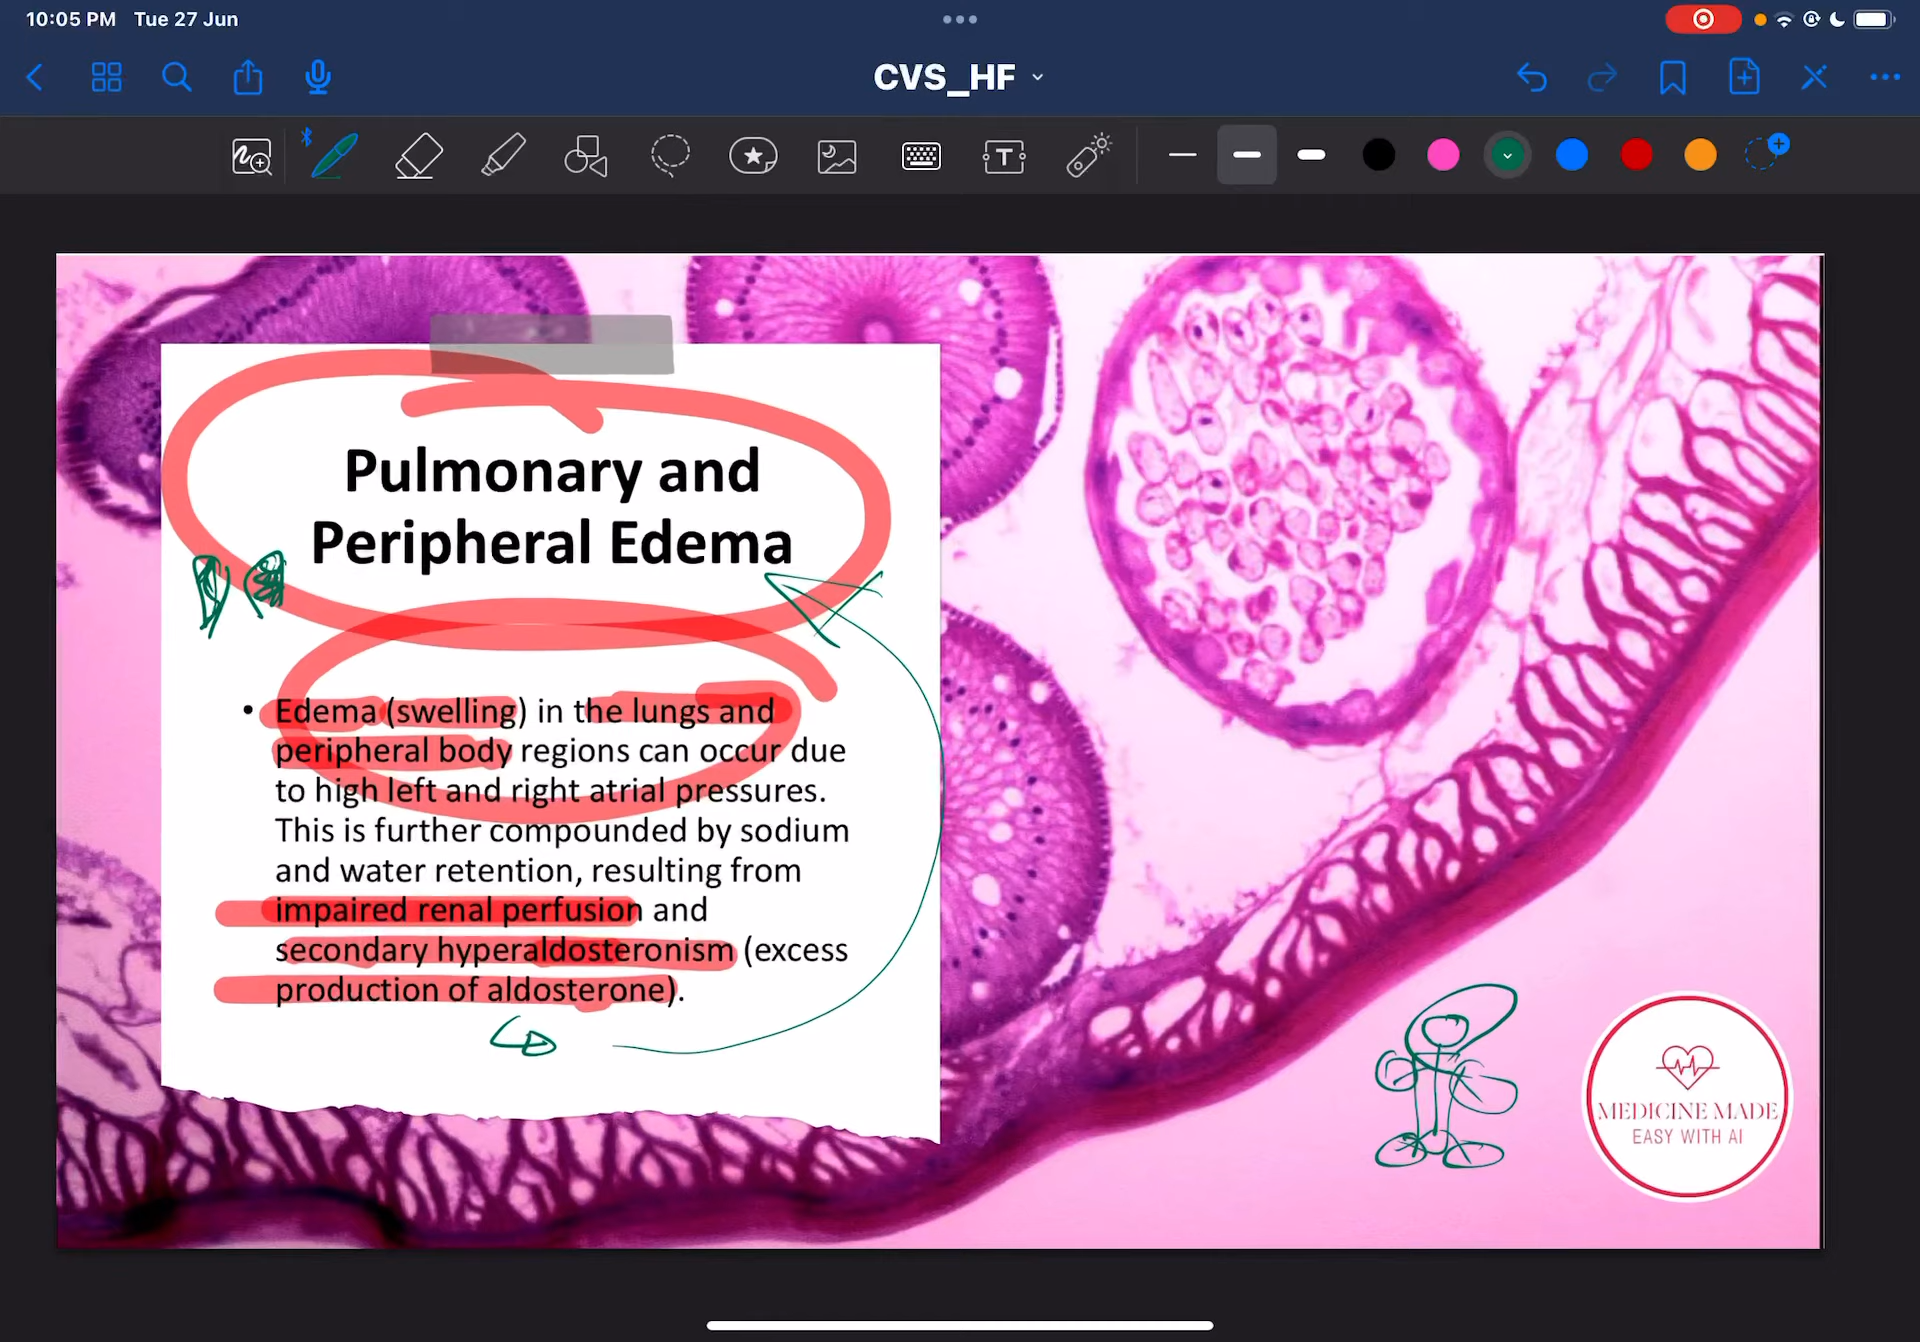 10:05 PM Tue 27 Jun
CVS_HF
T
Pulmonary and
Peripheral Edema
• Edema (swelling) in the lungs and
peripheral body regions can occur due
to high left and right atrial pressures.
This is further compounded by sodium
and water retention, resulting from
impaired renal perfusion and
secondary hyperaldosteronism (excess
production of aldosterone).
MEDICINE MADE
EASY WITH AI